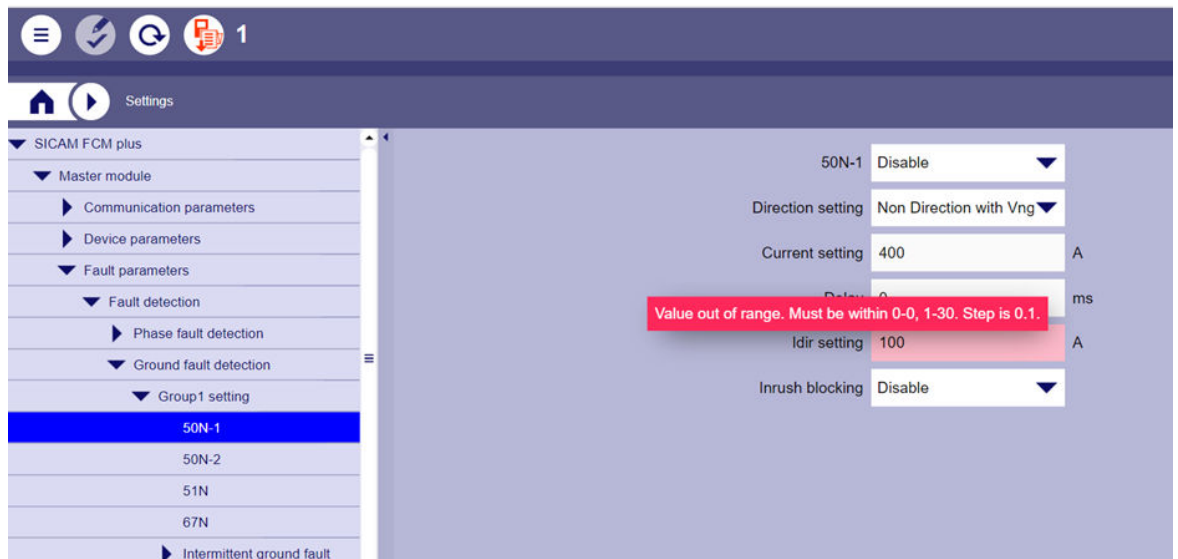 1
Settings
SICAM FCM plus
Master module
Communication parameters
Device parameters
Fault parameters
Fault detection
Phase fault detection
Ground fault detection
Group1 setting
50N-1
50N-2
51N
67N
Intermittent ground fault
50N-1 Disable
Direction setting Non Direction with Vng
Current setting 400 A
Delay 0 ms
Value out of range. Must be within 0-0, 1-30. Step is 0.1.
Idir setting 100 A
Inrush blocking Disable